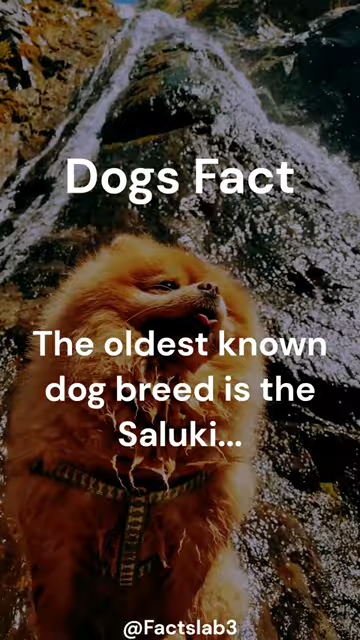 Dogs Fact
The oldest known
dog breed is the
Saluki...
@Factslab3